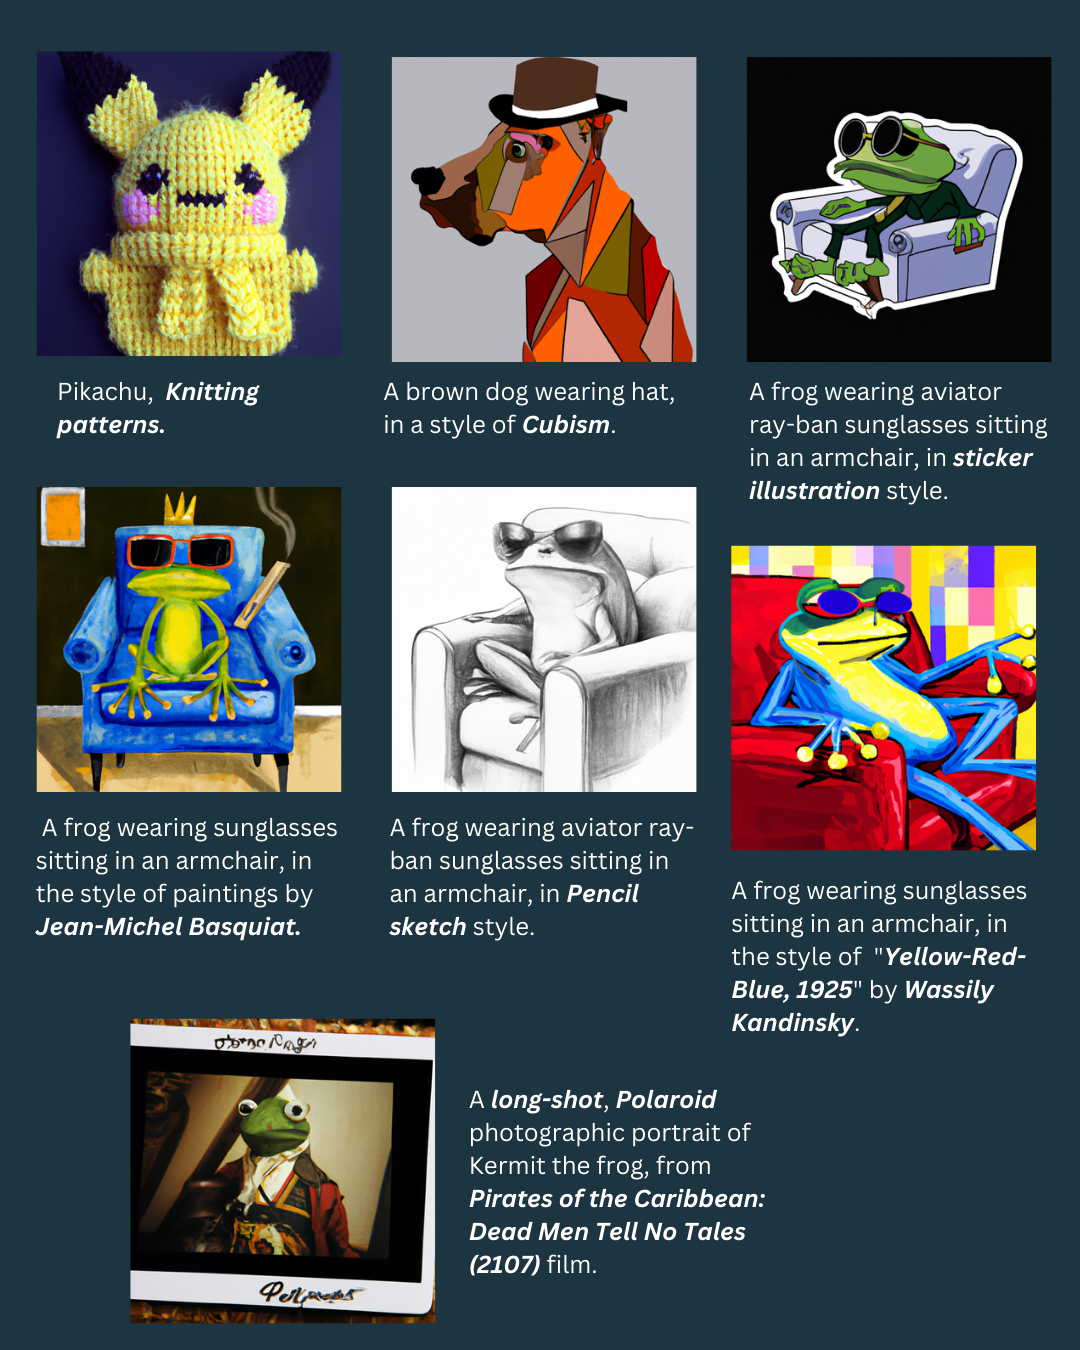 Pikachu, Knitting
patterns.
A brown dog wearing hat,
in a style of Cubism.
A frog wearing aviator
ray-ban sunglasses sitting
in an armchair, in sticker
illustration style.
A frog wearing sunglasses
sitting in an armchair, in
the style of paintings by
Jean-Michel Basquiat.
A frog wearing aviator ray-
ban sunglasses sitting in
an armchair, in Pencil
sketch style.
A frog wearing sunglasses
sitting in an armchair, in
the style of "Yellow-Red-
Blue, 1925" by Wassily
Kandinsky.
A long-shot, Polaroid
photographic portrait of
Kermit the frog, from
Pirates of the Caribbean:
Dead Men Tell No Tales
(2107) film.